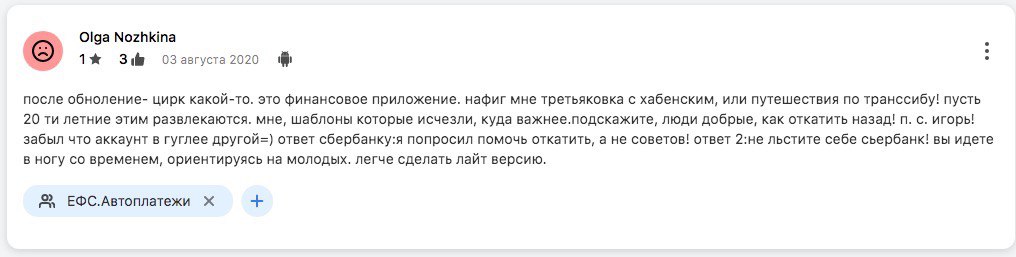 Olga Nozhkina
1 3 03 августа 2020
после обноление- цирк какой-то. это финансовое приложение. нафиг мне третьяковка с хабенским, или путешествия по транссибу! пусть
20 ти летние этим развлекаются. мне, шаблоны которые исчезли, куда важнее.подскажите, люди добрые, как откатить назад! п. с. игорь!
забыл что аккаунт в гуглее другой=) ответ сбербанку:я попросил помочь откатить, а не советов! ответ 2:не льстите себе сьербанк! вы идете
в ногу со временем, ориентируясь на молодых. легче сделать лайт версию.
ЕФС.Автоплатежи